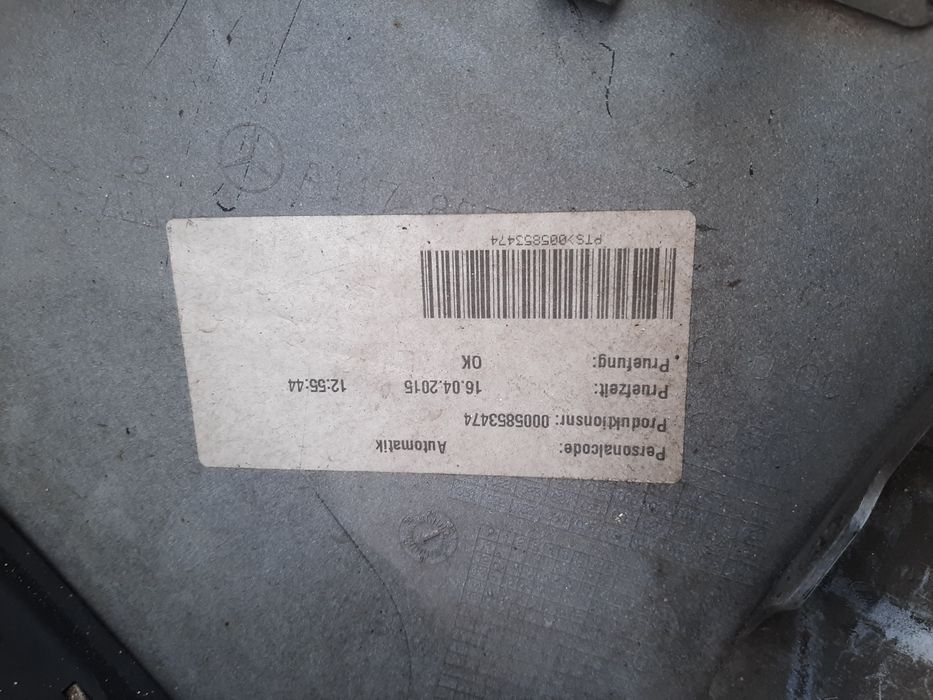 Personalcode: Automatik
Produktionsnr: 0005853474
Pruefzeit: 16.04.2015 12:55:44
Pruefung: OK
PTS>0005853474